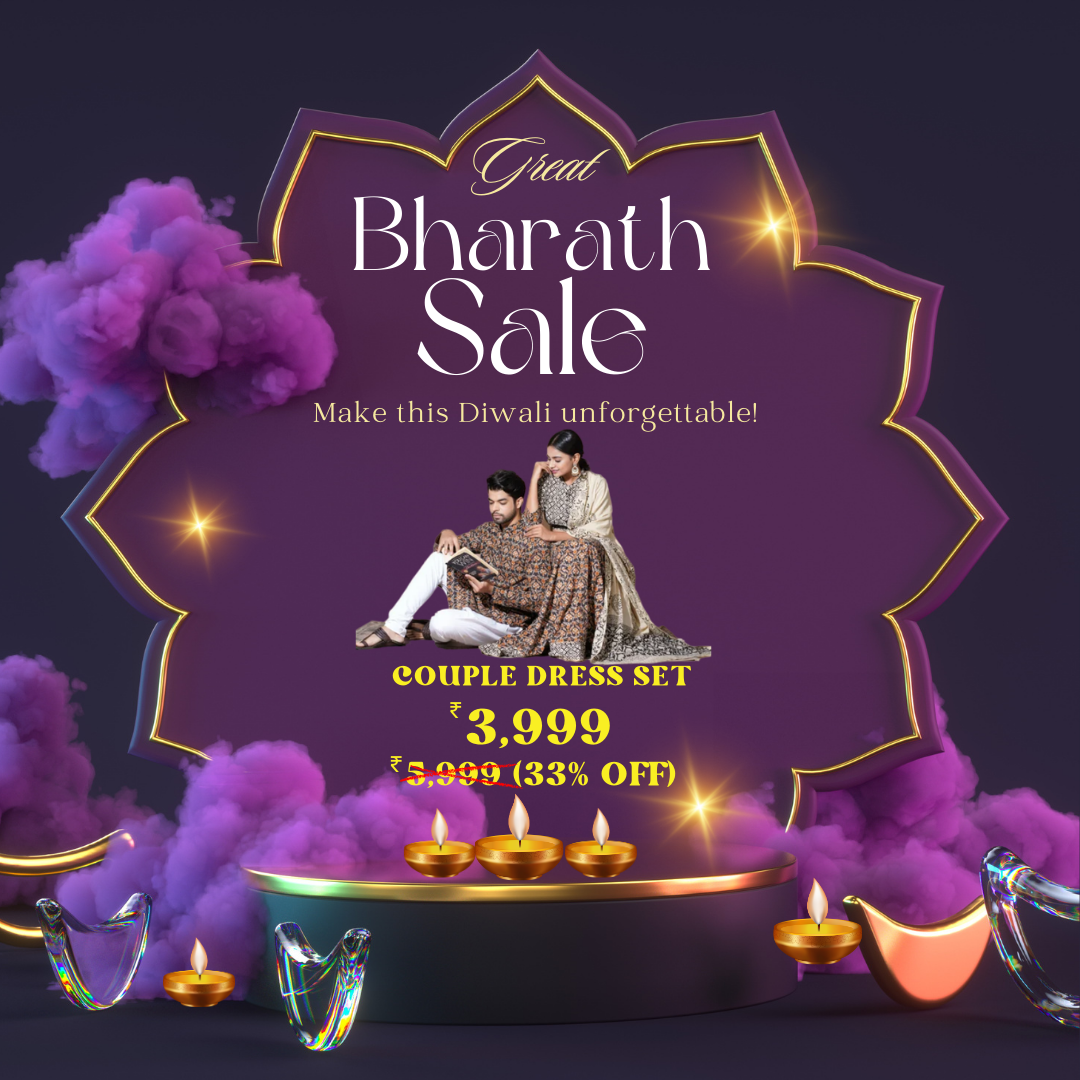 Great
Bharath
Sale
Make this Diwali unforgettable!
COUPLE DRESS SET
₹3,999
₹5,999 (33% OFF)